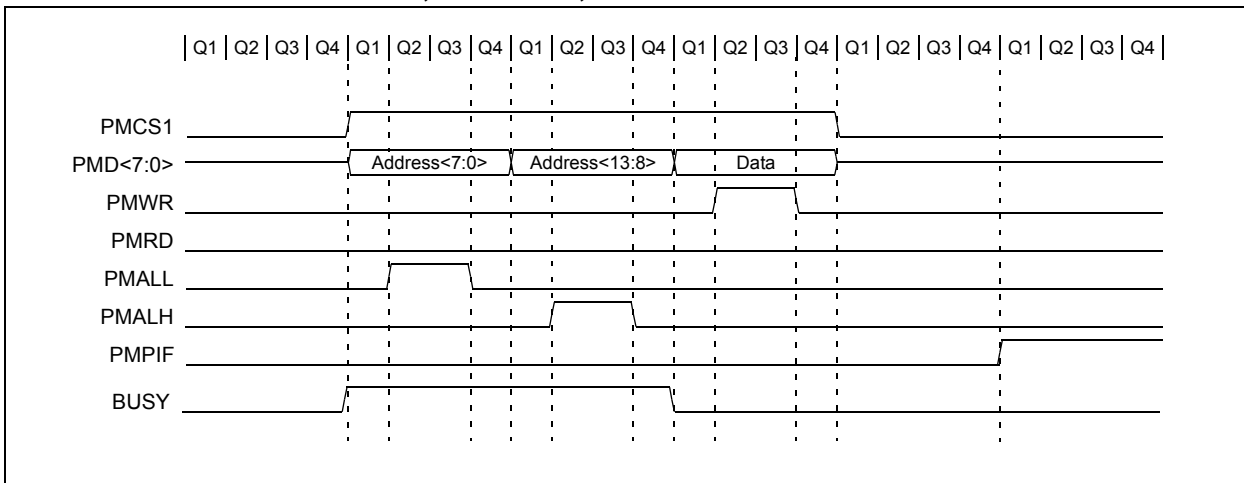 Q1 Q2 Q3 Q4 Q1 Q2 Q3 Q4 Q1 Q2 Q3 Q4 Q1 Q2 Q3 Q4 Q1 Q2 Q3 Q4 Q1 Q2 Q3 Q4
PMCS1
PMD<7:0> Address<7:0> Address<13:8> Data
PMWR
PMRD
PMALL
PMALH
PMPIF
BUSY